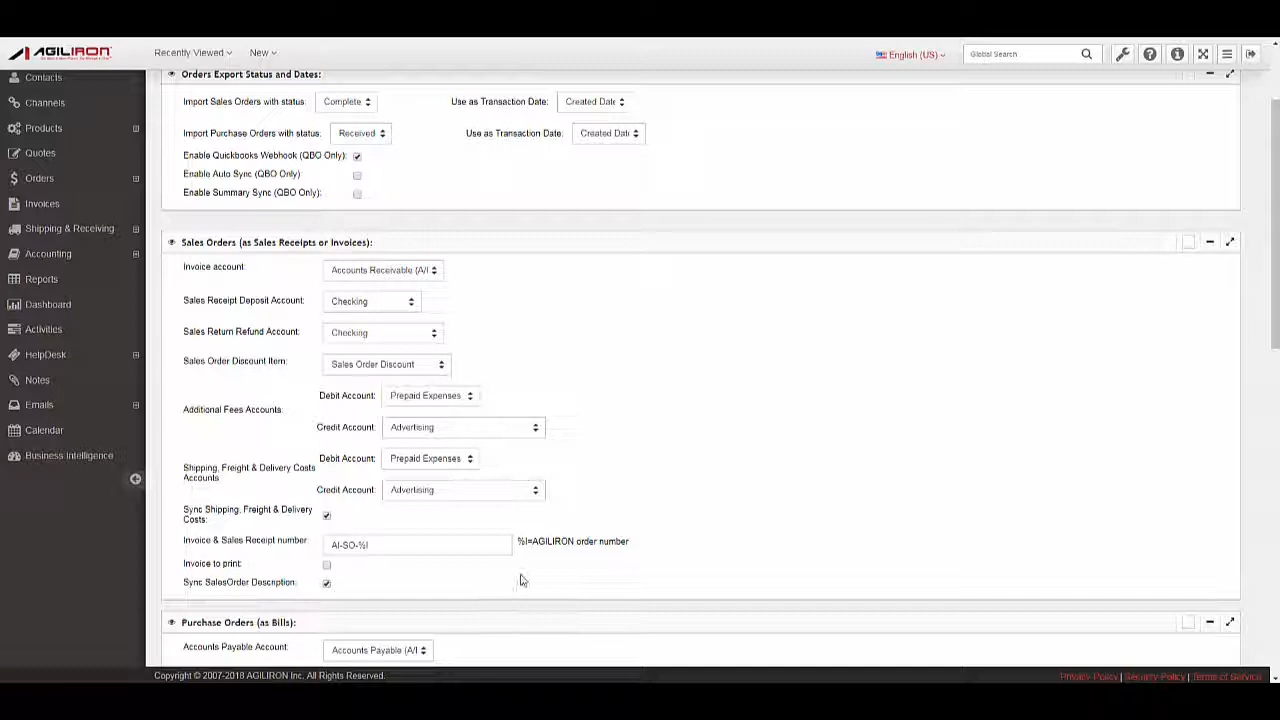 AGILIRON
Recently Viewed
New
English (US)
Global Search
Contacts
Channels
Products
Quotes
Orders
Invoices
Shipping & Receiving
Accounting
Reports
Dashboard
Activities
HelpDesk
Notes
Emails
Calendar
Business Intelligence
Orders Export Status and Dates:
Import Sales Orders with status: Complete Use as Transaction Date: Created Date
Import Purchase Orders with status: Received Use as Transaction Date: Created Date
Enable Quickbooks Webhook (QBO Only):
Enable Auto Sync (QBO Only)
Enable Summary Sync (QBO Only):
Sales Orders (as Sales Receipts or Invoices):
Invoice account: Accounts Receivable (A/I
Sales Receipt Deposit Account: Checking
Sales Return Refund Account: Checking
Sales Order Discount Item: Sales Order Discount
Additional Fees Accounts:
Debit Account: Prepaid Expenses
Credit Account: Advertising
Shipping, Freight & Delivery Costs
Accounts
Debit Account: Prepaid Expenses
Credit Account: Advertising
Sync Shipping, Freight & Delivery
Costs:
Invoice & Sales Receipt number: AI-SO-%I %I=AGILIRON order number
Invoice to print:
Sync SalesOrder Description:
Purchase Orders (as Bills):
Accounts Payable Account: Accounts Payable (A/I
Copyright © 2007-2018 AGILIRON Inc. All Rights Reserved.
Privacy Policy | Security Policy | Terms of Service